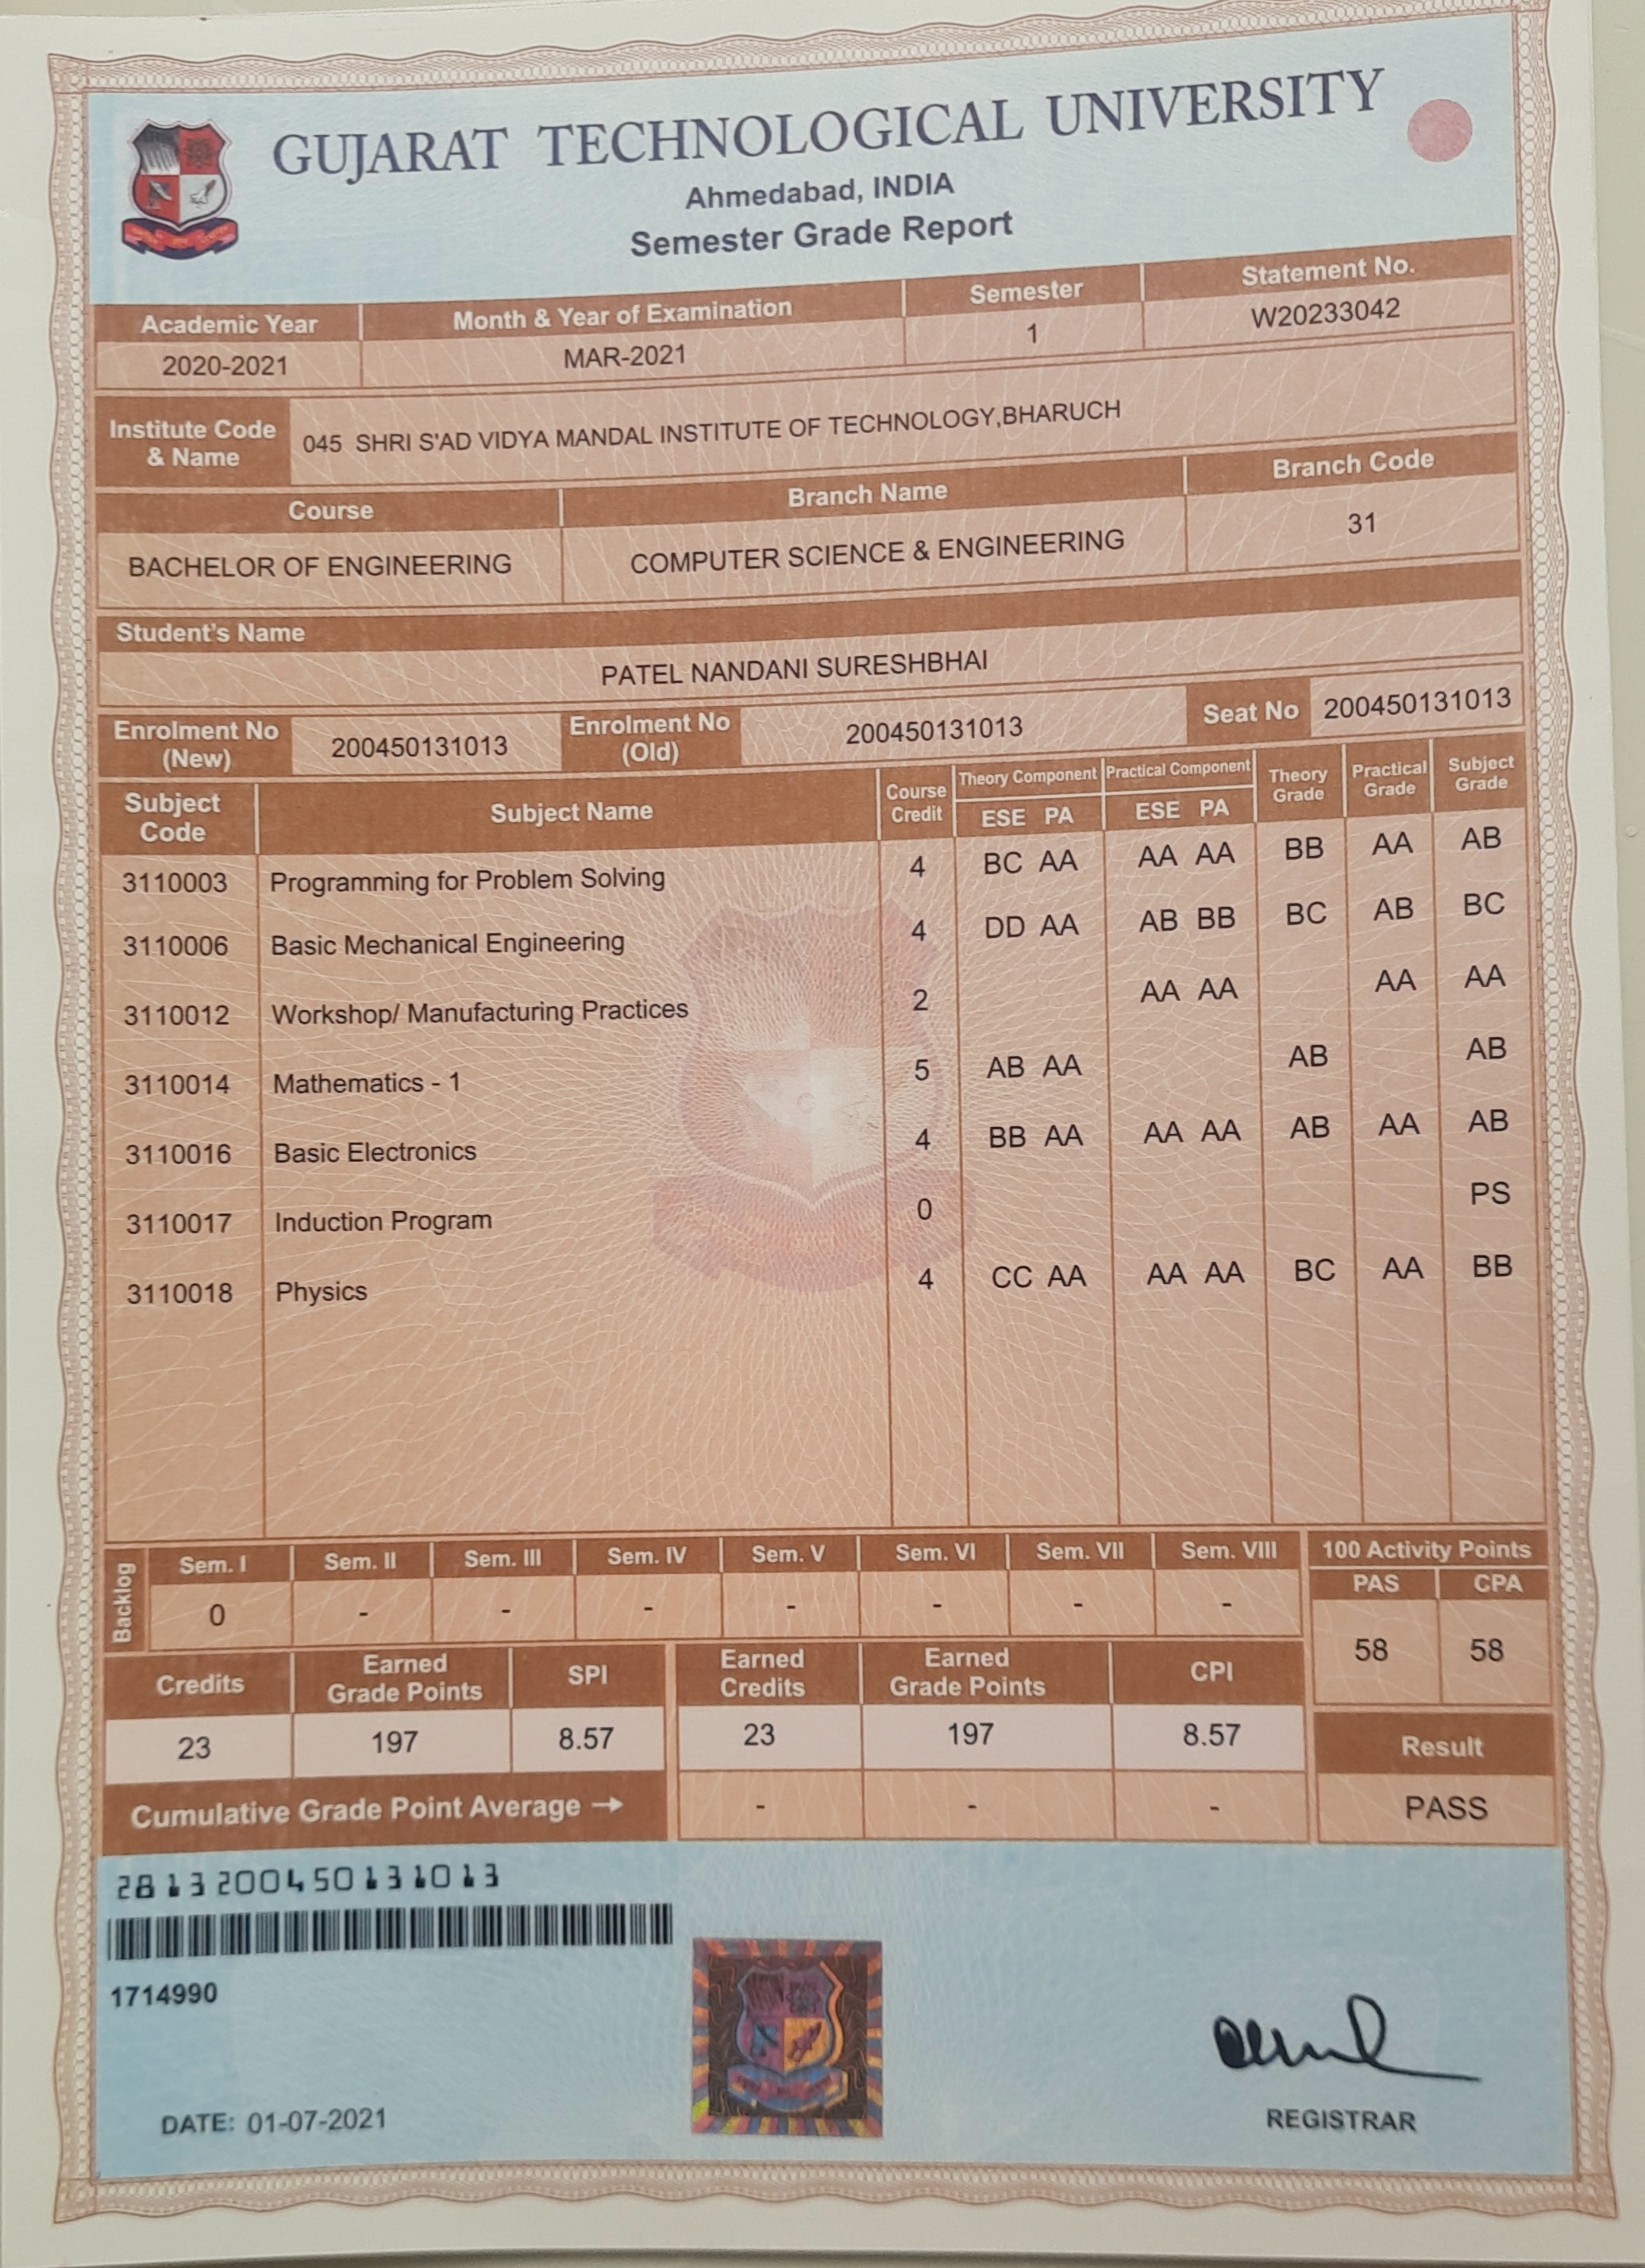 GUJARAT TECHNOLOGICAL UNIVERSITY
Ahmedabad, INDIA
Semester Grade Report
Academic Year Month & Year of Examination Semester Statement No.
2020-2021 MAR-2021 1 W20233042
Institute Code & Name 045 SHRI S'AD VIDYA MANDAL INSTITUTE OF TECHNOLOGY,BHARUCH
Course Branch Name Branch Code
BACHELOR OF ENGINEERING COMPUTER SCIENCE & ENGINEERING 31
Student's Name
PATEL NANDANI SURESHBHAI
Enrolment No (New) 200450131013 Enrolment No (Old) 200450131013 Seat No 200450131013
Subject Code Subject Name Course Credit Theory Component Practical Component Theory Grade Practical Grade Subject Grade
ESE PA ESE PA
3110003 Programming for Problem Solving 4 BC AA AA AA BB AA AB
3110006 Basic Mechanical Engineering 4 DD AA AB BB BC AB BC
3110012 Workshop/ Manufacturing Practices 2 AA AA AA AA
3110014 Mathematics - 1 5 AB AA AB AB
3110016 Basic Electronics 4 BB AA AA AA AB AA AB
3110017 Induction Program 0 PS
3110018 Physics 4 CC AA AA AA BC AA BB
Backlog Sem. I Sem. II Sem. III Sem. IV Sem. V Sem. VI Sem. VII Sem. VIII 100 Activity Points
0 - - - - - - - PAS CPA
58 58
Credits Earned Grade Points SPI Earned Credits Earned Grade Points CPI
23 197 8.57 23 197 8.57 Result
Cumulative Grade Point Average → - - - PASS
2813200450131013
1714990
DATE: 01-07-2021 REGISTRAR